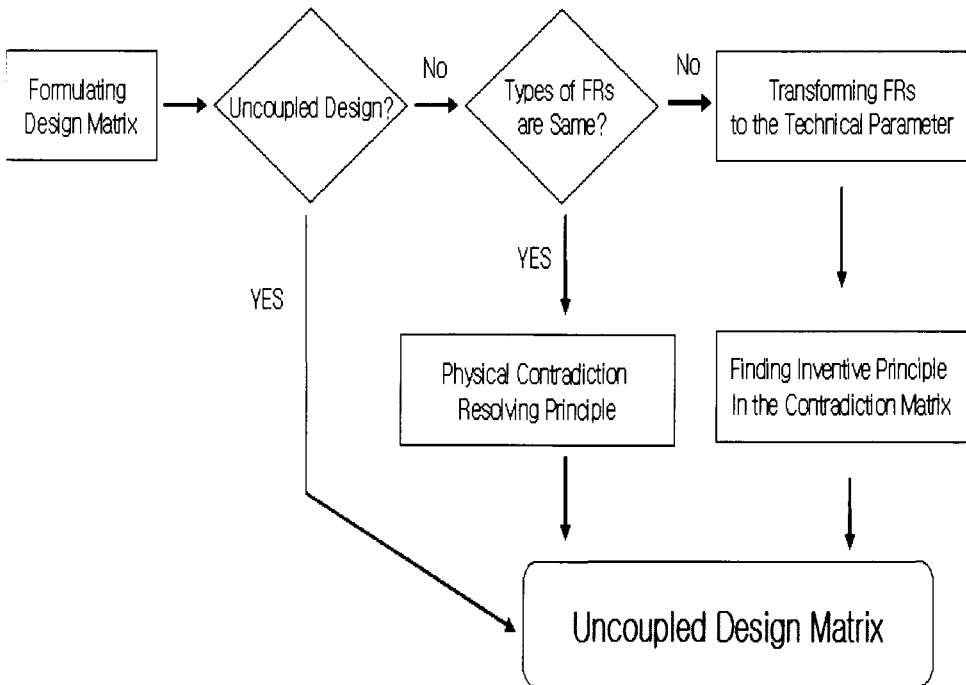 Formulating
Design Matrix
Uncoupled Design?
No
Types of FRs
are Same?
No
Transforming FRs
to the Technical Parameter
YES
YES
Physical Contradiction
Resolving Principle
Finding Inventive Principle
In the Contradiction Matrix
Uncoupled Design Matrix